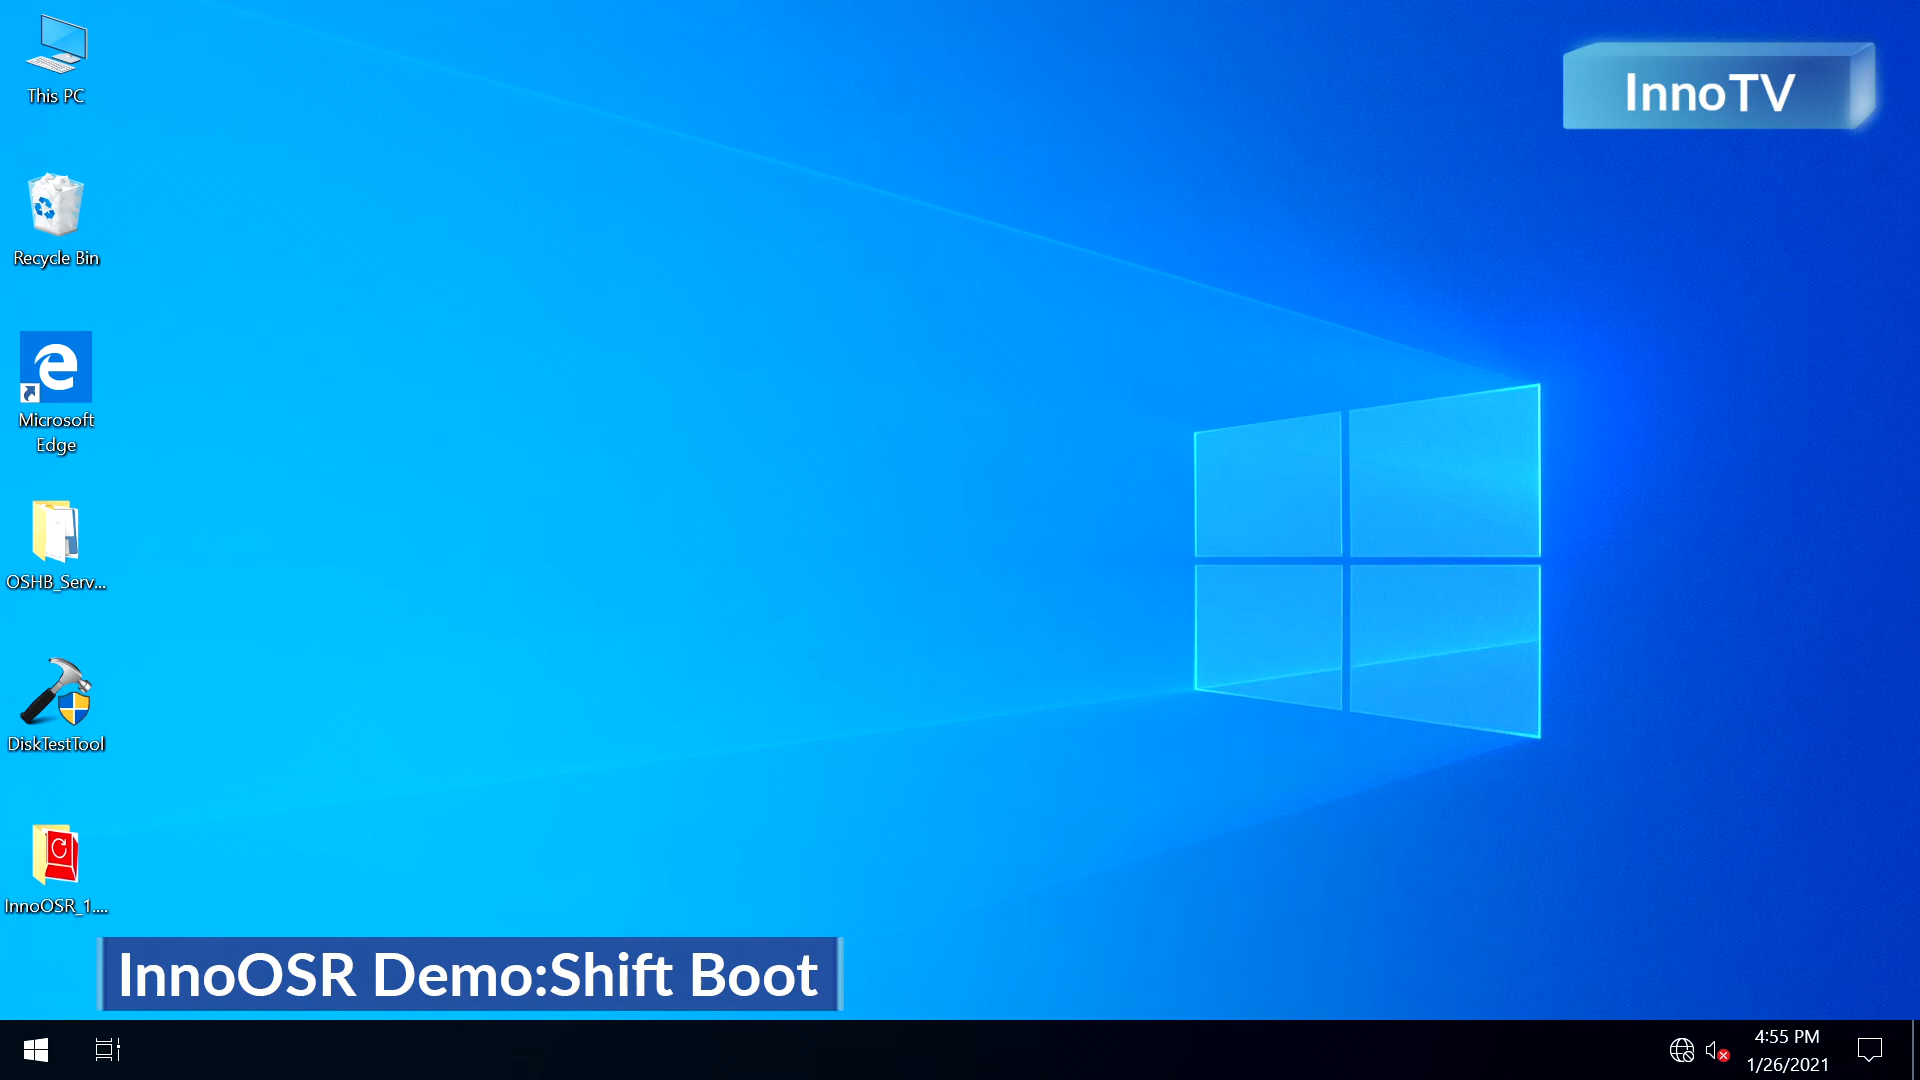 This PC
InnoTV
Recycle Bin
Microsoft
Edge
OSHB_Serv...
DiskTestTool
InnoOSR_1....
InnoOSR Demo:Shift Boot
4:55 PM
1/26/2021